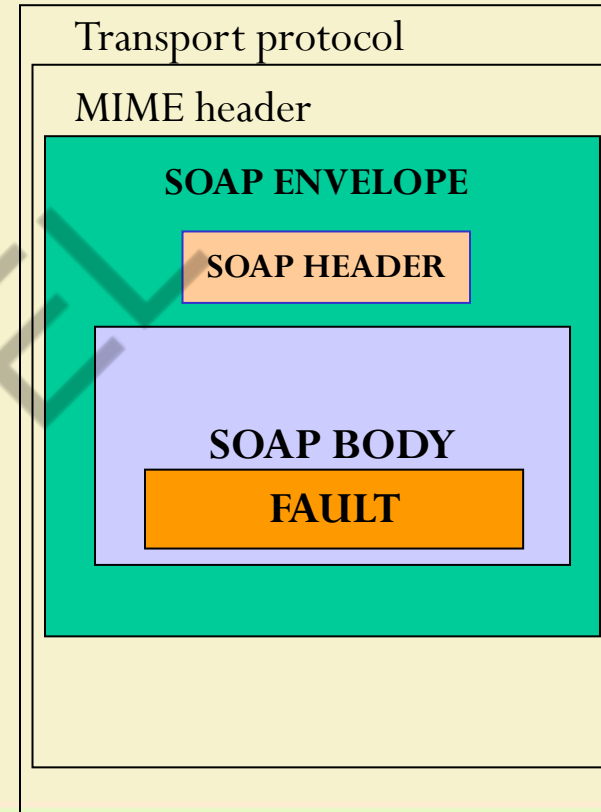 Transport protocol
MIME header
SOAP ENVELOPE
SOAP HEADER
SOAP BODY
FAULT